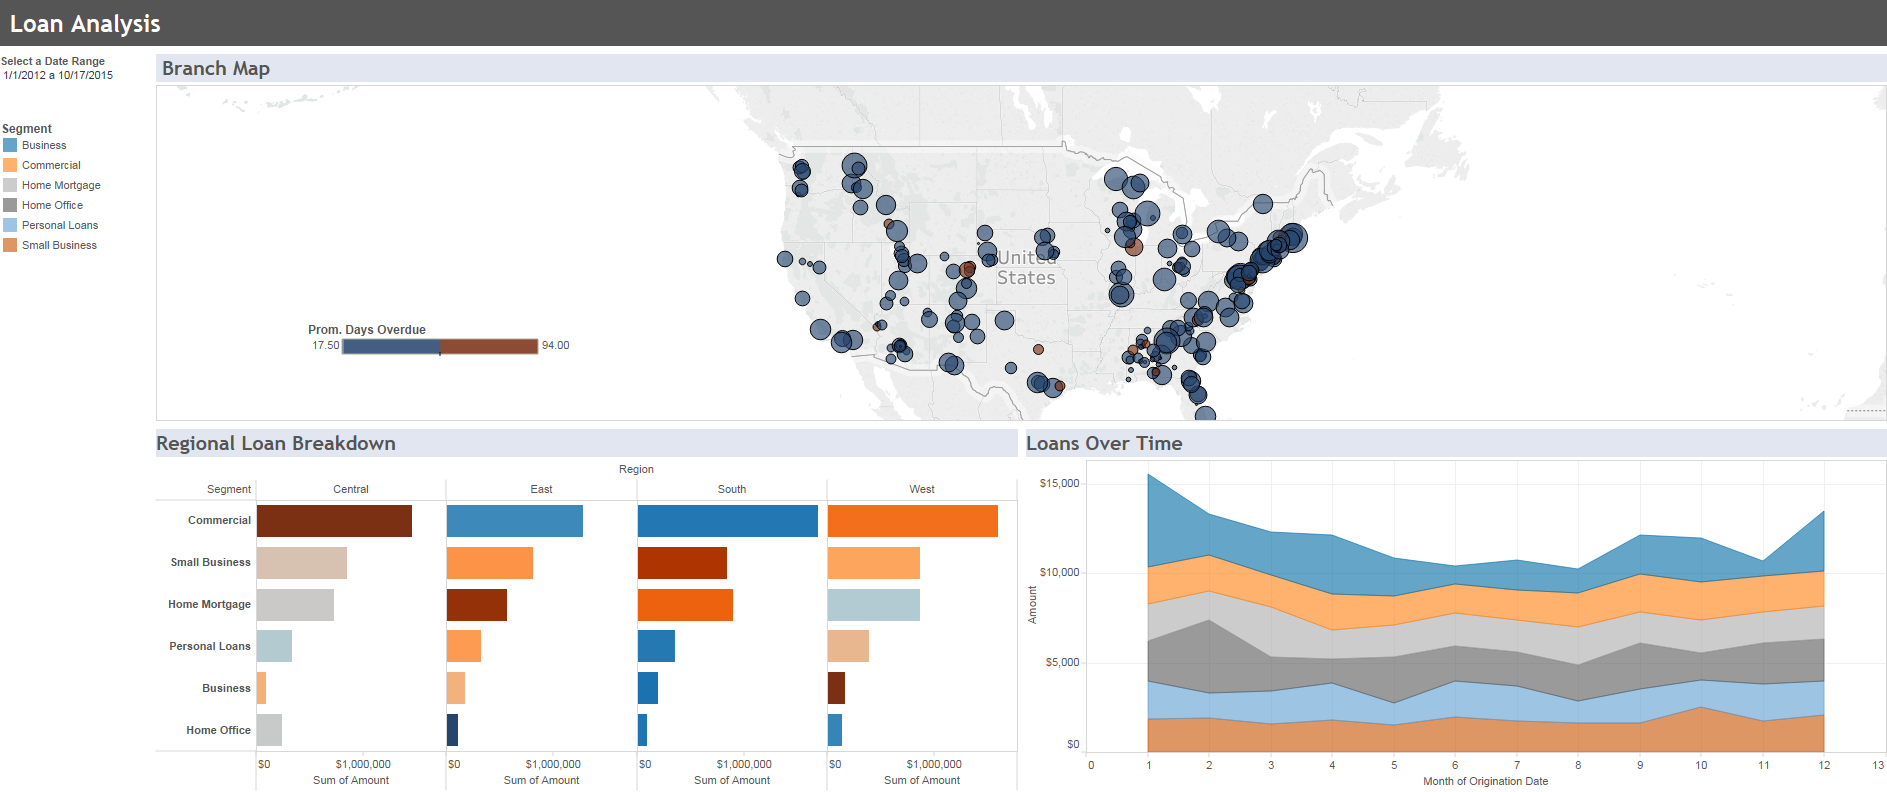 Loan Analysis
Select a Date Range
1/1/2012 a 10/17/2015
Segment
Business
Commercial
Home Mortgage
Home Office
Personal Loans
Small Business
Branch Map
United
States
Prom. Days Overdue
17.50 94.00
Regional Loan Breakdown
Region
Segment Central East South West
Commercial
Small Business
Home Mortgage
Personal Loans
Business
Home Office
$0 $1,000,000 $0 $1,000,000 $0 $1,000,000 $0 $1,000,000
Sum of Amount Sum of Amount Sum of Amount Sum of Amount
Loans Over Time
$15,000
$10,000
$5,000
$0
Amount
0 1 2 3 4 5 6 7 8 9 10 11 12 13
Month of Origination Date